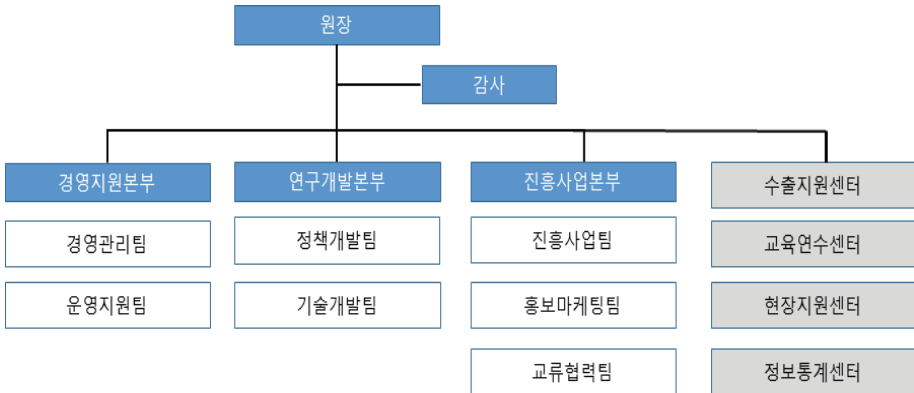 원장
감사
경영지원본부
연구개발본부
진흥사업본부
수출지원센터
경영관리팀
정책개발팀
진흥사업팀
교육연수센터
운영지원팀
기술개발팀
홍보마케팅팀
현장지원센터
교류협력팀
정보통계센터